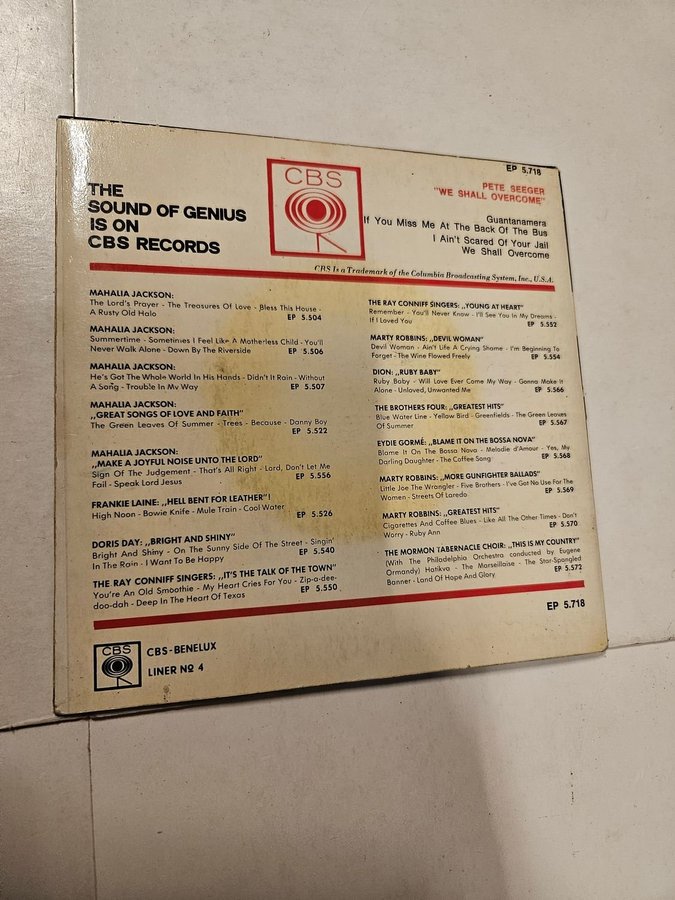 EP 5.718
THE
SOUND OF GENIUS
IS ON
CBS RECORDS
CBS
PETE SEEGER
"WE SHALL OVERCOME"
Guantanamera
If You Miss Me At The Back Of The Bus
I Ain't Scared Of Your Jail
We Shall Overcome
CBS Is a Trademark of the Columbia Broadcasting System, Inc., U.S.A.
MAHALIA JACKSON:
The Lord's Prayer - The Treasures Of Love - Bless This House -
A Rusty Old Halo EP 5.504
MAHALIA JACKSON:
Summertime - Sometimes I Feel Like A Motherless Child - You'll
Never Walk Alone - Down By The Riverside EP 5.506
MAHALIA JACKSON:
He's Got The Whole World In His Hands - Didn't It Rain - Without
A Song - Trouble In My Way EP 5.507
MAHALIA JACKSON:
„GREAT SONGS OF LOVE AND FAITH"
The Green Leaves Of Summer - Trees - Because - Danny Boy
EP 5.522
MAHALIA JACKSON:
„MAKE A JOYFUL NOISE UNTO THE LORD"
Sign Of The Judgement - That's All Right - Lord, Don't Let Me
Fail - Speak Lord Jesus EP 5.556
FRANKIE LAINE: „HELL BENT FOR LEATHER"!
High Noon - Bowie Knife - Mule Train - Cool Water
EP 5.526
DORIS DAY: „BRIGHT AND SHINY"
Bright And Shiny - On The Sunny Side Of The Street - Singin'
In The Rain - I Want To Be Happy EP 5.540
THE RAY CONNIFF SINGERS: „IT'S THE TALK OF THE TOWN"
You're An Old Smoothie - My Heart Cries For You - Zip-a-dee-
doo-dah - Deep In The Heart Of Texas EP 5.550
THE RAY CONNIFF SINGERS: „YOUNG AT HEART"
Remember - You'll Never Know - I'll See You In My Dreams -
If I Loved You EP 5.552
MARTY ROBBINS: „DEVIL WOMAN"
Devil Woman - Ain't Life A Crying Shame - I'm Beginning To
Forget - The Wine Flowed Freely EP 5.554
DION: „RUBY BABY"
Ruby Baby - Will Love Ever Come My Way - Gonna Make It
Alone - Unloved, Unwanted Me EP 5.566
THE BROTHERS FOUR: „GREATEST HITS"
Blue Water Line - Yellow Bird - Greenfields - The Green Leaves
Of Summer EP 5.567
EYDIE GORMÉ: „BLAME IT ON THE BOSSA NOVA"
Blame It On The Bossa Nova - Melodie d'Amour - Yes, My
Darling Daughter - The Coffee Song EP 5.568
MARTY ROBBINS: „MORE GUNFIGHTER BALLADS"
Little Joe The Wrangler - Five Brothers - I've Got No Use For The
Women - Streets Of Laredo EP 5.569
MARTY ROBBINS: „GREATEST HITS"
Cigarettes And Coffee Blues - Like All The Other Times - Don't
Worry - Ruby Ann EP 5.570
THE MORMON TABERNACLE CHOIR: „THIS IS MY COUNTRY"
(With The Philadelphia Orchestra conducted by Eugene
Ormandy) Hatikva - The Marseillaise - The Star-Spangled
Banner - Land Of Hope And Glory EP 5.572
EP 5.718
CBS
CBS-BENELUX
LINER Nº 4